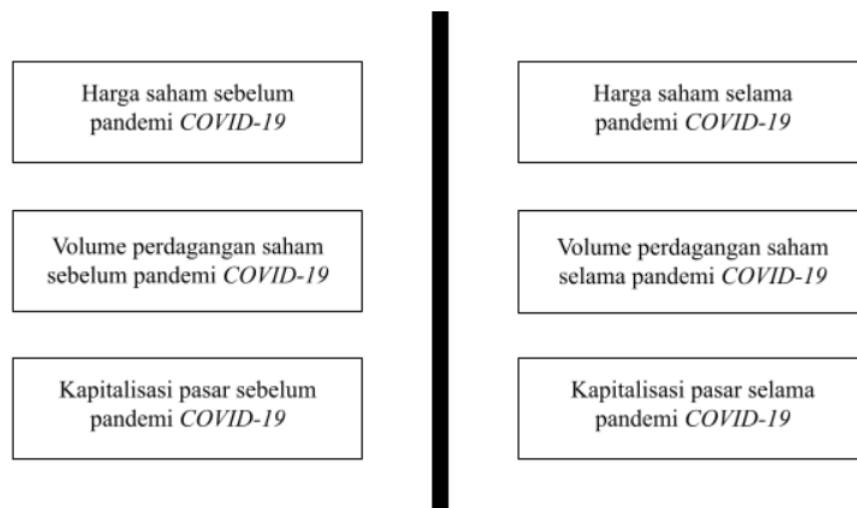 Harga saham sebelum
pandemi COVID-19
Harga saham selama
pandemi COVID-19
Volume perdagangan saham
sebelum pandemi COVID-19
Volume perdagangan saham
selama pandemi COVID-19
Kapitalisasi pasar sebelum
pandemi COVID-19
Kapitalisasi pasar selama
pandemi COVID-19